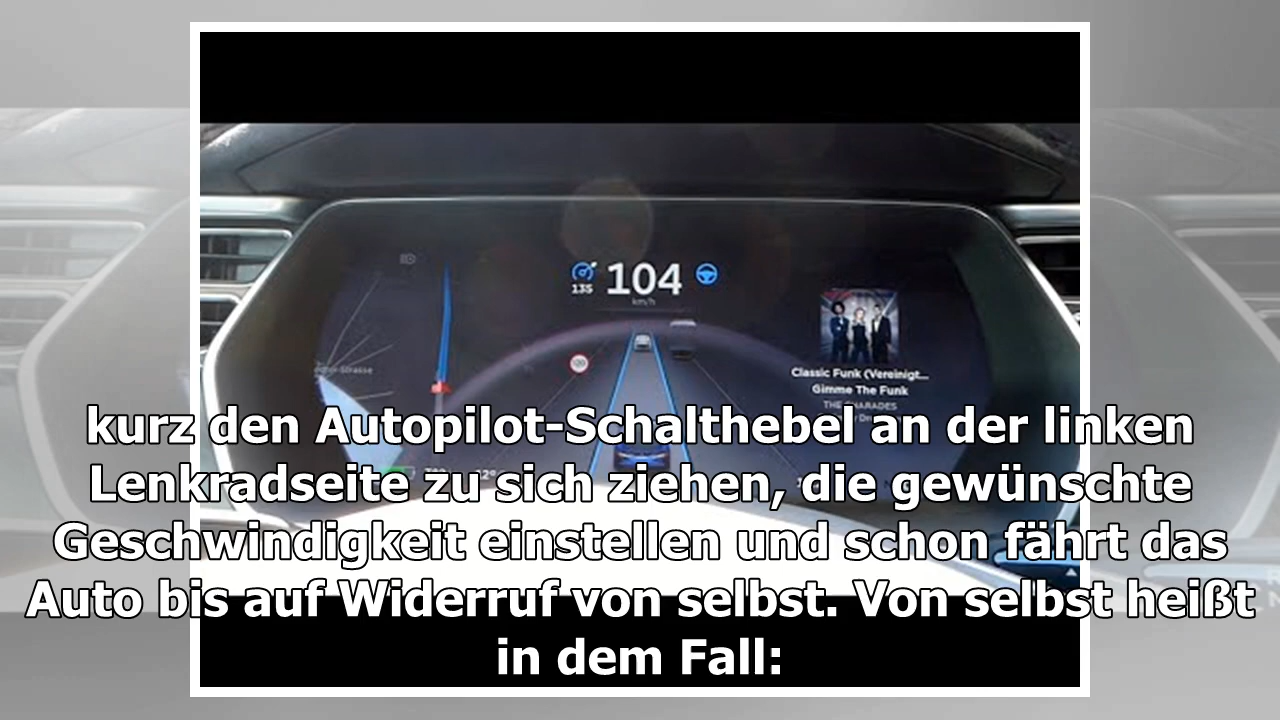 104
135
km/h
Classic Funk (Vereinigt...
Gimme The Funk
THE SHARADES
kurz den Autopilot-Schalthebel an der linken
Lenkradseite zu sich ziehen, die gewünschte
Geschwindigkeit einstellen und schon fährt das
Auto bis auf Widerruf von selbst. Von selbst heißt
in dem Fall: